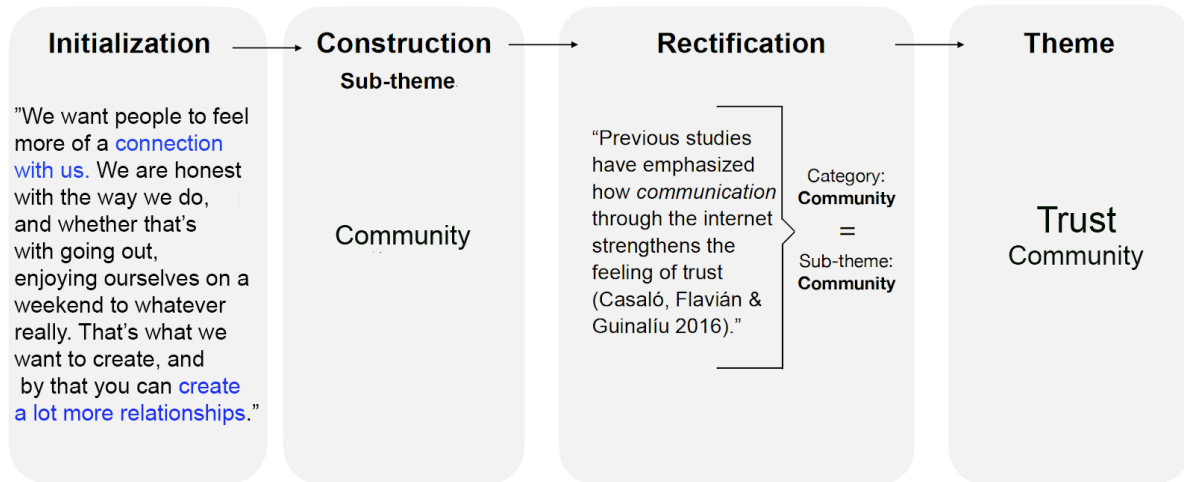 Initialization
”We want people to feel
more of a connection
with us. We are honest
with the way we do,
and whether that’s
with going out,
enjoying ourselves on a
weekend to whatever
really. That’s what we
want to create, and
by that you can create
a lot more relationships.”
Construction
Sub-theme
Community
Rectification
“Previous studies
have emphasized
how communication
through the internet
strengthens the
feeling of trust
(Casaló, Flavián &
Guinalíu 2016).”
Category:
Community
=
Sub-theme:
Community
Theme
Trust
Community